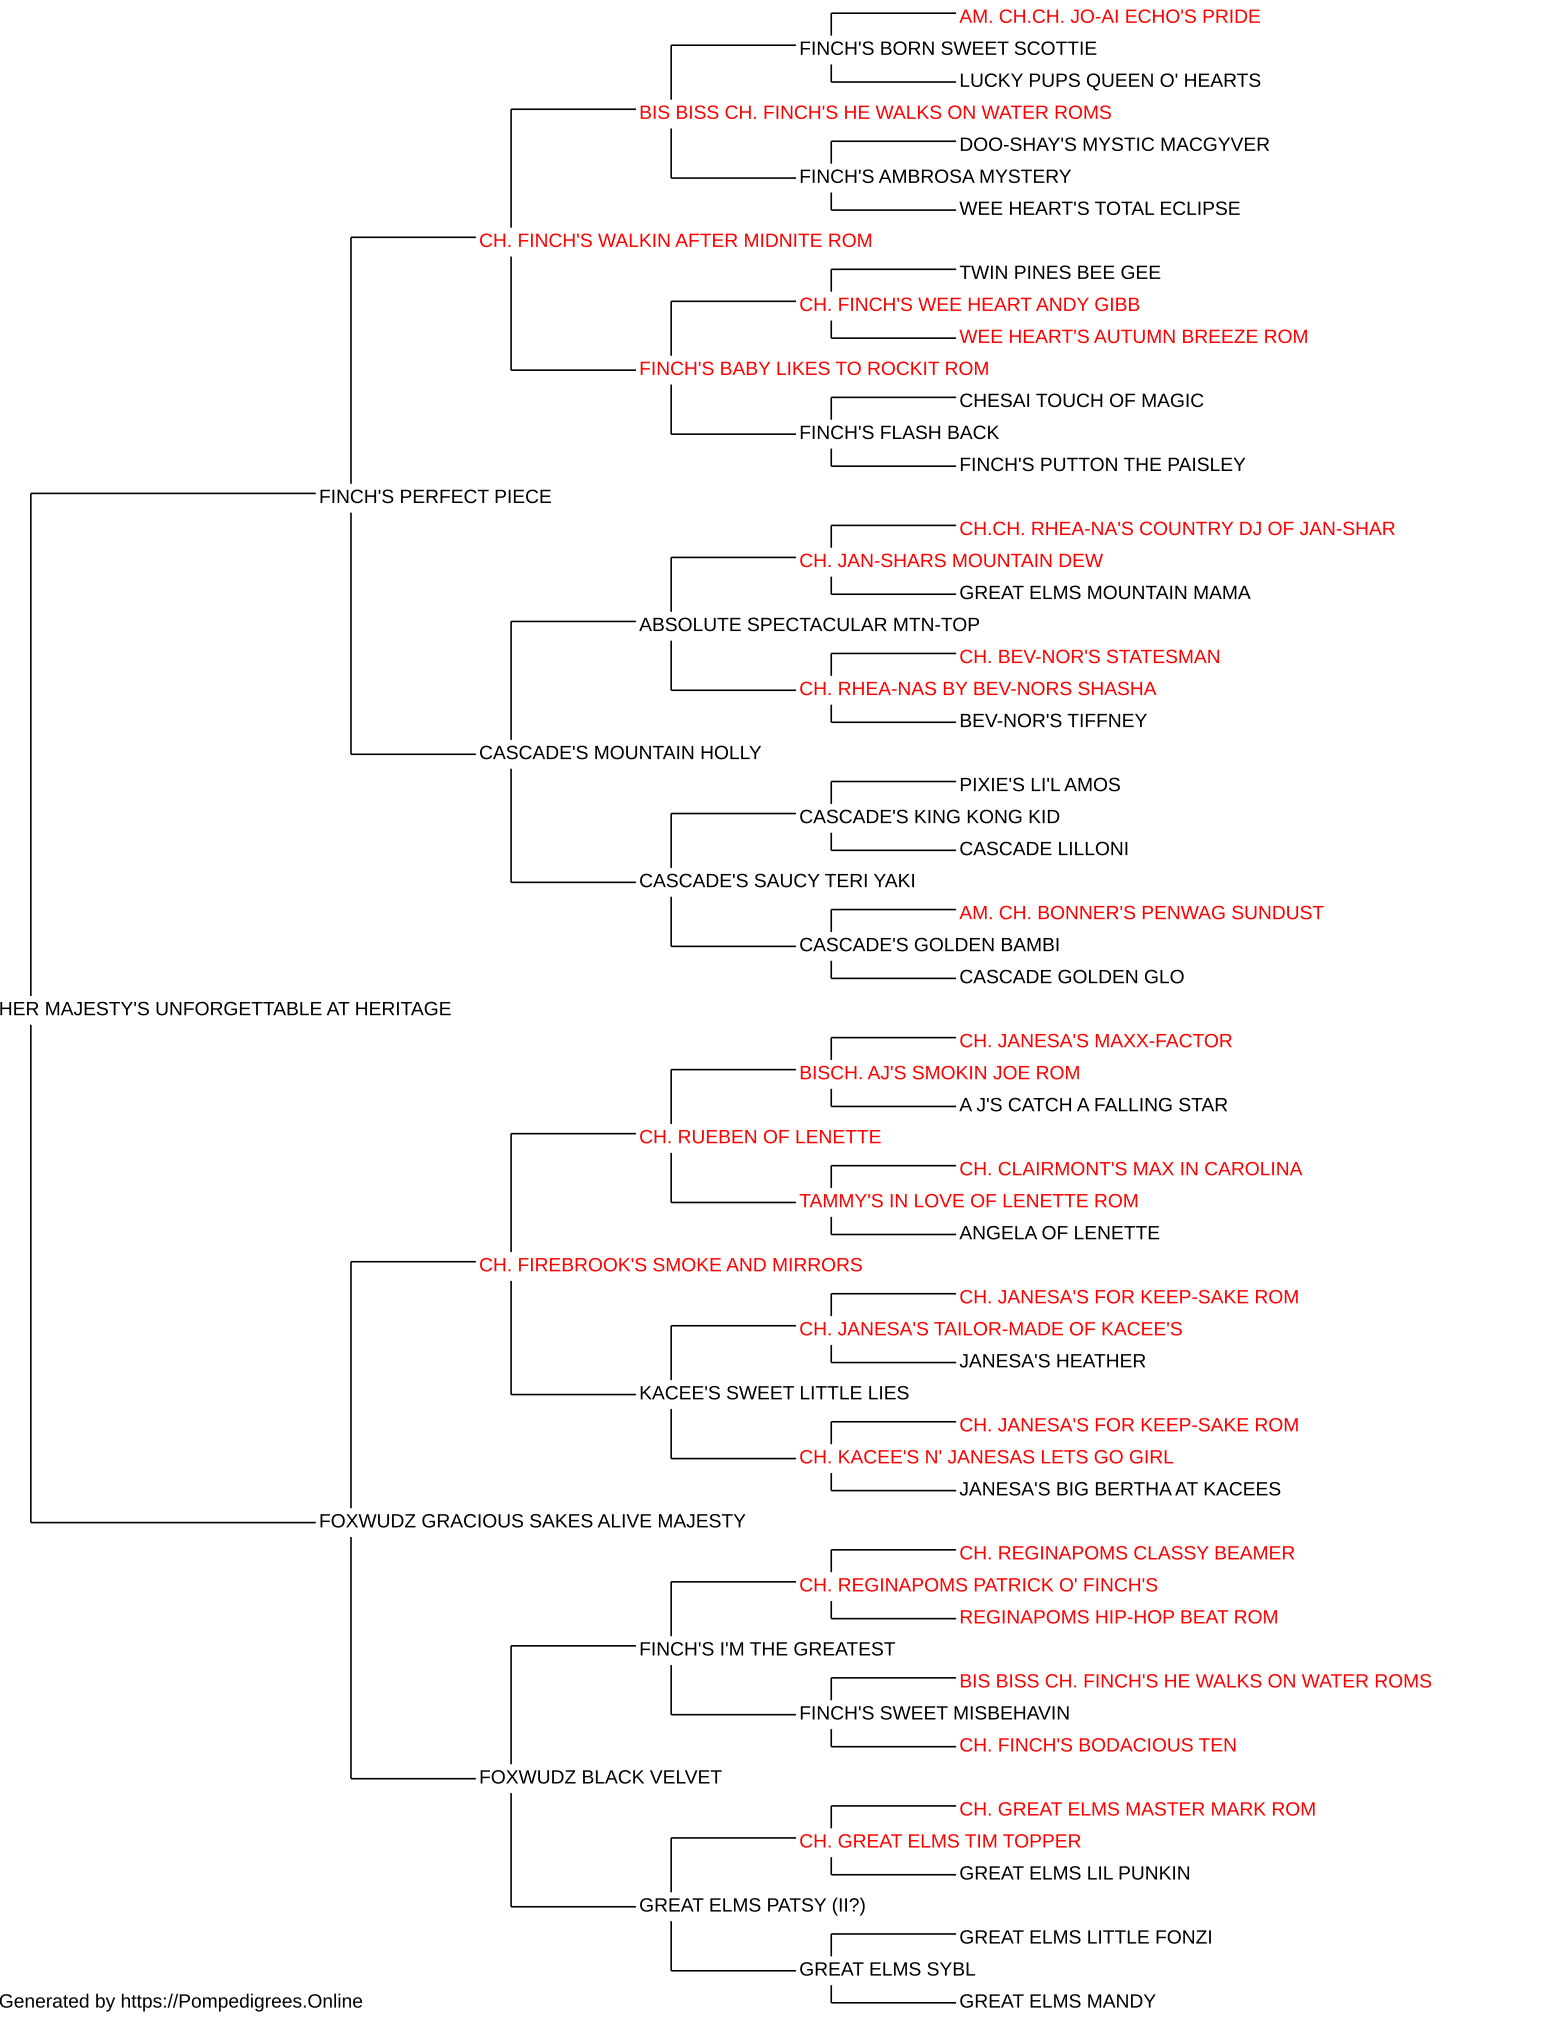 AM. CH.CH. JO-AI ECHO'S PRIDE
FINCH'S BORN SWEET SCOTTIE
LUCKY PUPS QUEEN O' HEARTS
BIS BISS CH. FINCH'S HE WALKS ON WATER ROMS
DOO-SHAY'S MYSTIC MACGYVER
FINCH'S AMBROSA MYSTERY
WEE HEART'S TOTAL ECLIPSE
CH. FINCH'S WALKIN AFTER MIDNITE ROM
TWIN PINES BEE GEE
CH. FINCH'S WEE HEART ANDY GIBB
WEE HEART'S AUTUMN BREEZE ROM
FINCH'S BABY LIKES TO ROCKIT ROM
CHESAI TOUCH OF MAGIC
FINCH'S FLASH BACK
FINCH'S PUTTON THE PAISLEY
FINCH'S PERFECT PIECE
CH.CH. RHEA-NA'S COUNTRY DJ OF JAN-SHAR
CH. JAN-SHARS MOUNTAIN DEW
GREAT ELMS MOUNTAIN MAMA
ABSOLUTE SPECTACULAR MTN-TOP
CH. BEV-NOR'S STATESMAN
CH. RHEA-NAS BY BEV-NORS SHASHA
BEV-NOR'S TIFFNEY
CASCADE'S MOUNTAIN HOLLY
PIXIE'S LI'L AMOS
CASCADE'S KING KONG KID
CASCADE LILLONI
CASCADE'S SAUCY TERI YAKI
AM. CH. BONNER'S PENWAG SUNDUST
CASCADE'S GOLDEN BAMBI
CASCADE GOLDEN GLO
HER MAJESTY'S UNFORGETTABLE AT HERITAGE
CH. JANESA'S MAXX-FACTOR
BISCH. AJ'S SMOKIN JOE ROM
A J'S CATCH A FALLING STAR
CH. RUEBEN OF LENETTE
CH. CLAIRMONT'S MAX IN CAROLINA
TAMMY'S IN LOVE OF LENETTE ROM
ANGELA OF LENETTE
CH. FIREBROOK'S SMOKE AND MIRRORS
CH. JANESA'S FOR KEEP-SAKE ROM
CH. JANESA'S TAILOR-MADE OF KACEE'S
JANESA'S HEATHER
KACEE'S SWEET LITTLE LIES
CH. JANESA'S FOR KEEP-SAKE ROM
CH. KACEE'S N' JANESAS LETS GO GIRL
JANESA'S BIG BERTHA AT KACEES
FOXWUDZ GRACIOUS SAKES ALIVE MAJESTY
CH. REGINAPOMS CLASSY BEAMER
CH. REGINAPOMS PATRICK O' FINCH'S
REGINAPOMS HIP-HOP BEAT ROM
FINCH'S I'M THE GREATEST
BIS BISS CH. FINCH'S HE WALKS ON WATER ROMS
FINCH'S SWEET MISBEHAVIN
CH. FINCH'S BODACIOUS TEN
FOXWUDZ BLACK VELVET
CH. GREAT ELMS MASTER MARK ROM
CH. GREAT ELMS TIM TOPPER
GREAT ELMS LIL PUNKIN
GREAT ELMS PATSY (II?)
GREAT ELMS LITTLE FONZI
GREAT ELMS SYBL
GREAT ELMS MANDY
Generated by https://Pompedigrees.Online